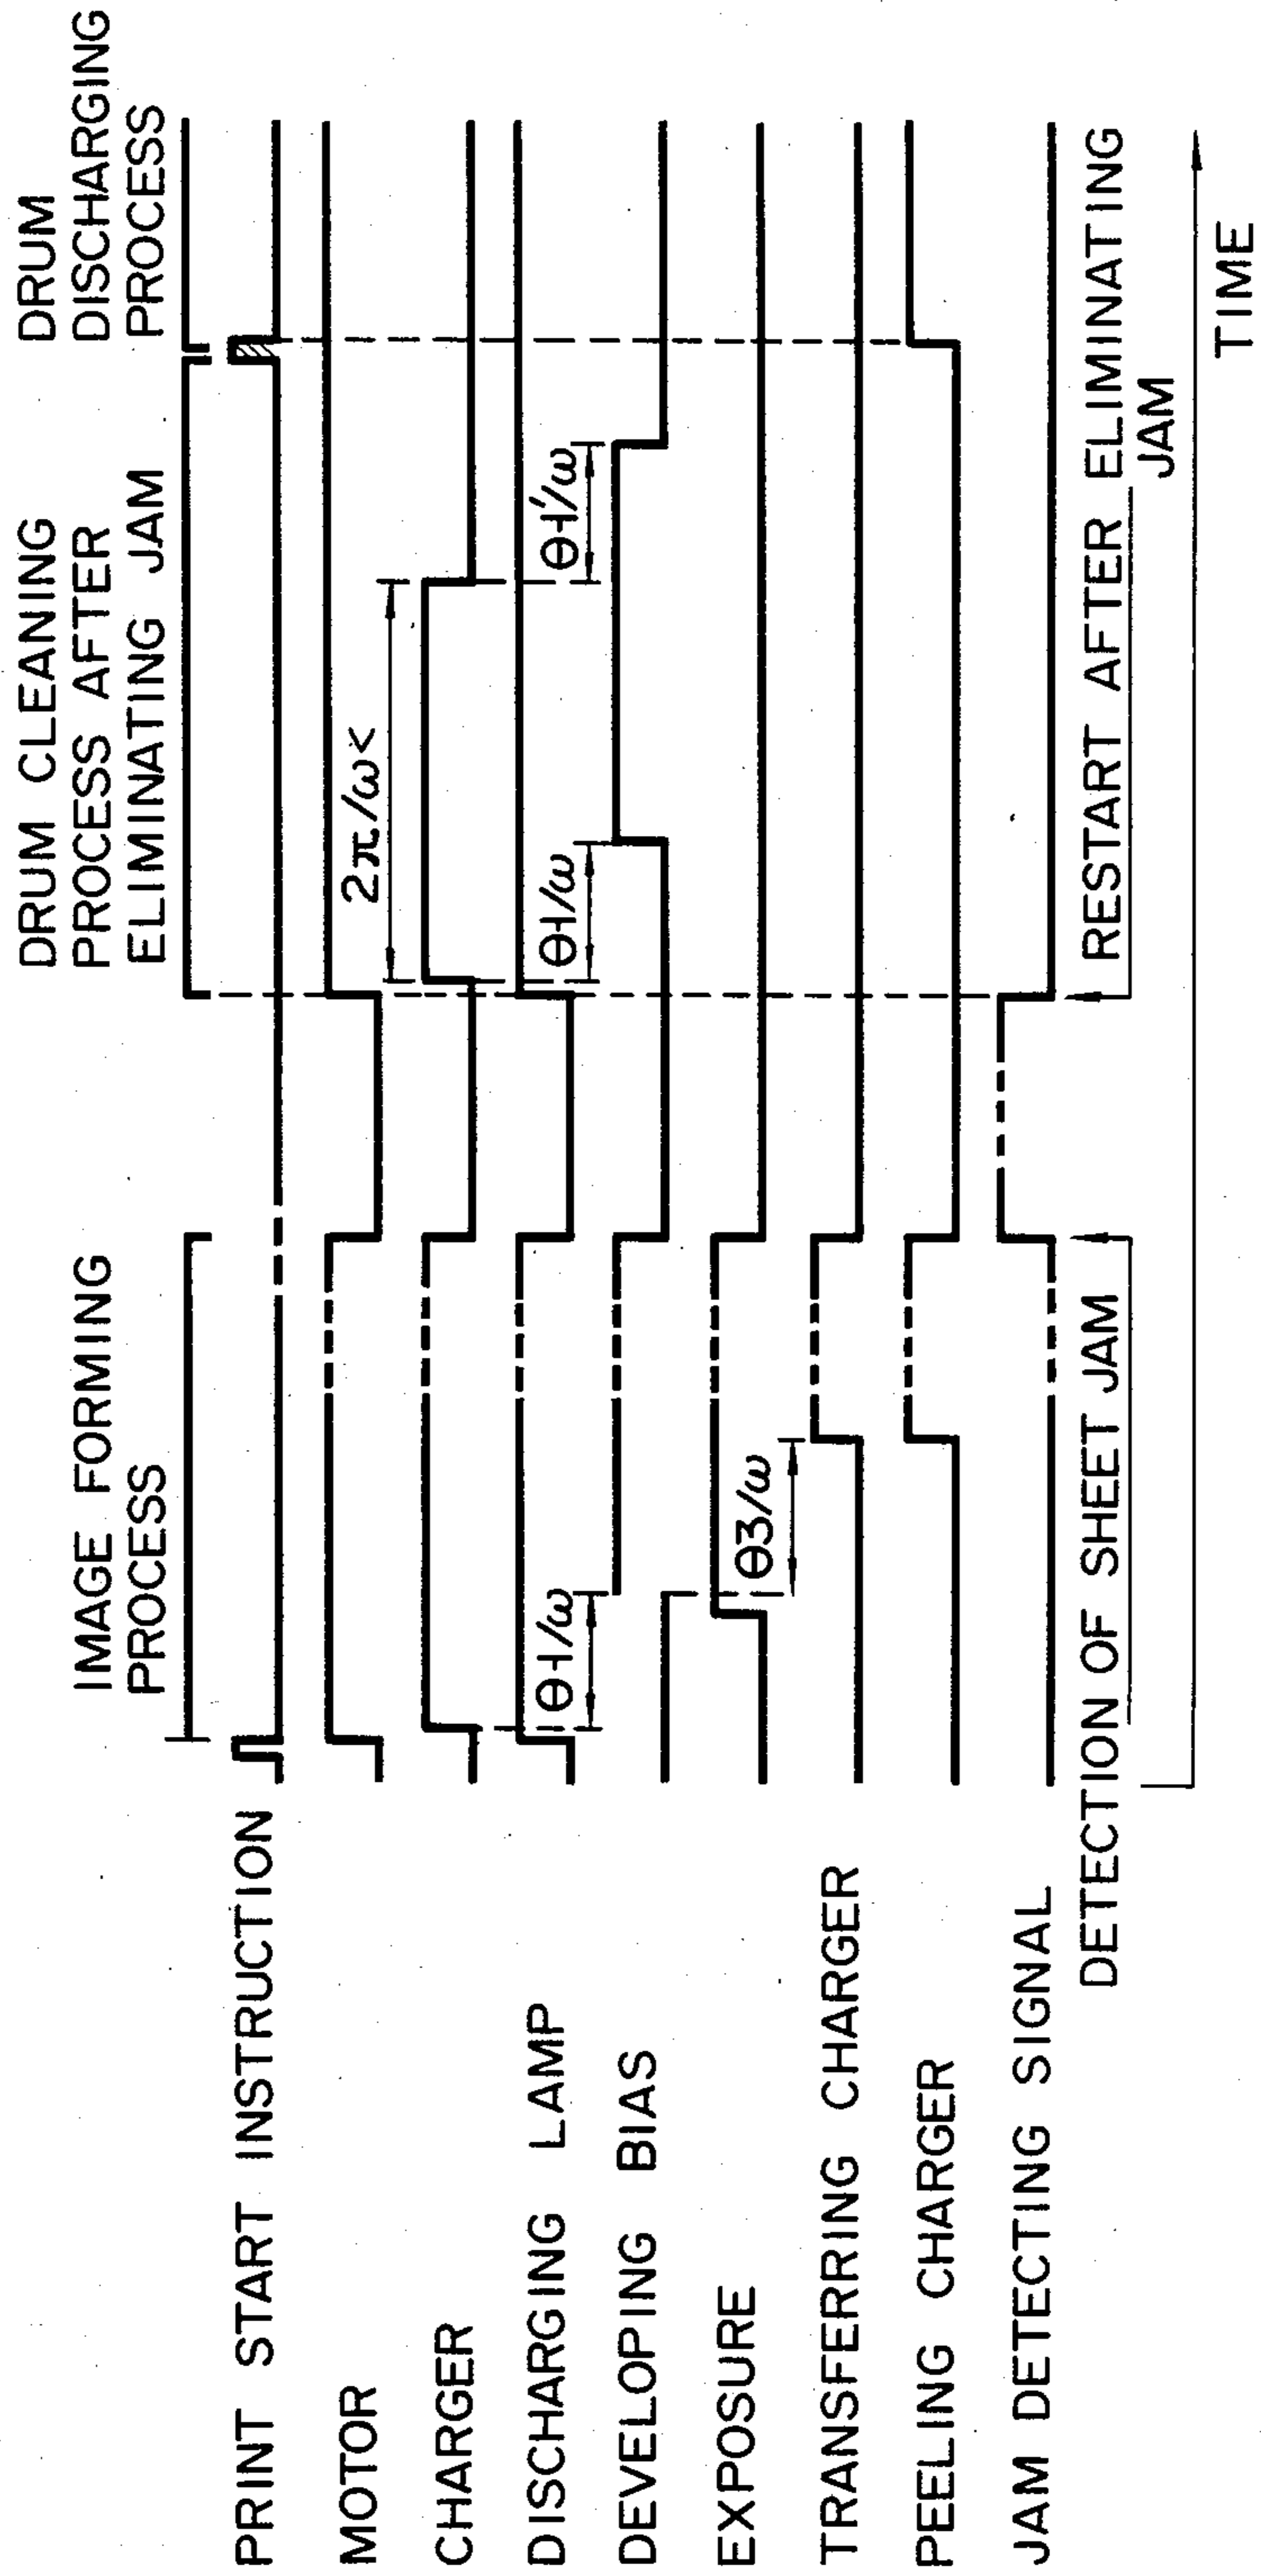 IMAGE FORMING
PROCESS
DRUM CLEANING
PROCESS AFTER
ELIMINATING JAM
DRUM
DISCHARGING
PROCESS
PRINT START INSTRUCTION
MOTOR
CHARGER
2π/ω<
DISCHARGING LAMP
θ1/ω
θ1/ω
θ1'/ω
DEVELOPING BIAS
EXPOSURE
θ3/ω
TRANSFERRING CHARGER
PEELING CHARGER
JAM DETECTING SIGNAL
DETECTION OF SHEET JAM
RESTART AFTER ELIMINATING
JAM
TIME